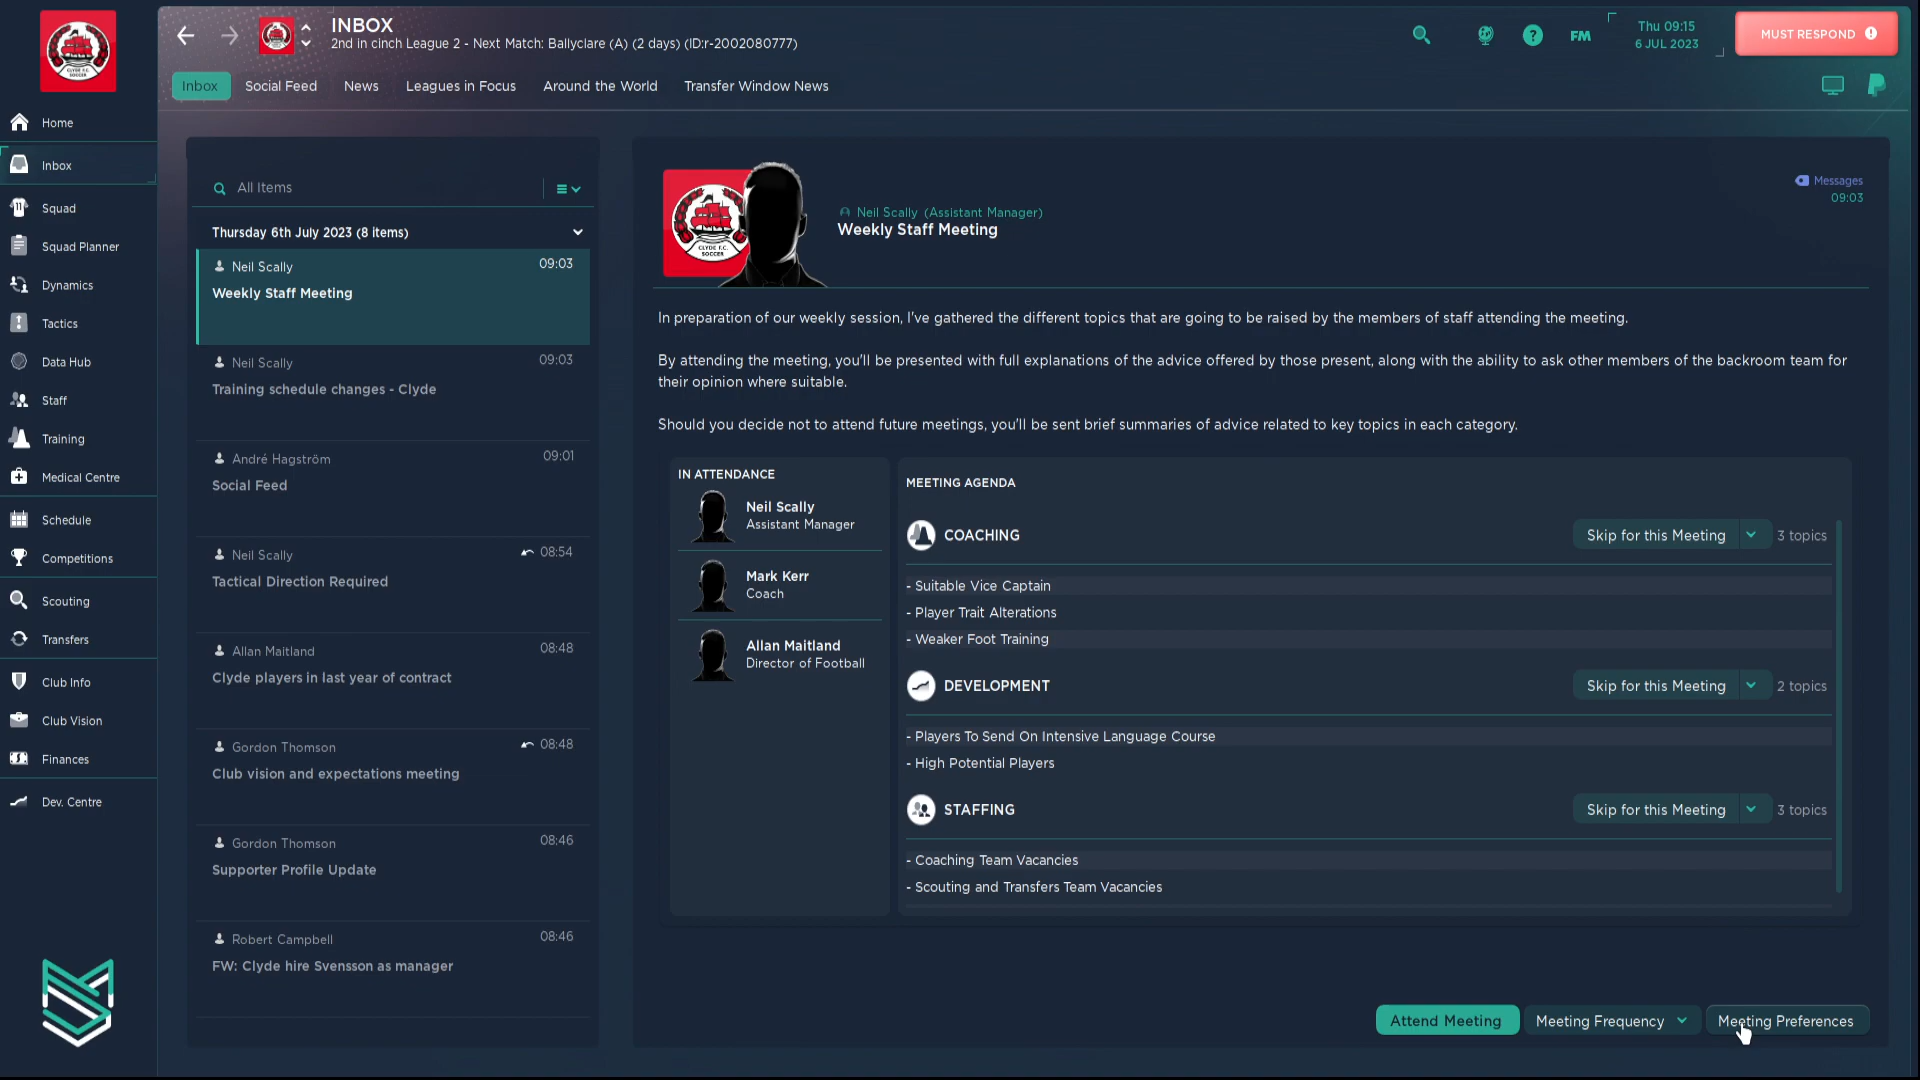 INBOX
2nd in cinch League 2 - Next Match: Ballyclare (A) (2 days) (ID:r-2002080777)
FM
Thu 09:15
6 JUL 2023
MUST RESPOND
Inbox
Social Feed
News
Leagues in Focus
Around the World
Transfer Window News
Home
Inbox
Squad
Squad Planner
Dynamics
Tactics
Data Hub
Staff
Training
Medical Centre
Schedule
Competitions
Scouting
Transfers
Club Info
Club Vision
Finances
Dev. Centre
All Items
Thursday 6th July 2023 (8 items)
Neil Scally 09:03
Weekly Staff Meeting
Neil Scally 09:03
Training schedule changes - Clyde
André Hagström 09:01
Social Feed
Neil Scally 08:54
Tactical Direction Required
Allan Maitland 08:48
Clyde players in last year of contract
Gordon Thomson 08:48
Club vision and expectations meeting
Gordon Thomson 08:46
Supporter Profile Update
Robert Campbell 08:46
FW: Clyde hire Svensson as manager
CLYDE F.C.
SOCCER
Neil Scally (Assistant Manager)
Weekly Staff Meeting
Messages
09:03
In preparation of our weekly session, I've gathered the different topics that are going to be raised by the members of staff attending the meeting.
By attending the meeting, you'll be presented with full explanations of the advice offered by those present, along with the ability to ask other members of the backroom team for
their opinion where suitable.
Should you decide not to attend future meetings, you'll be sent brief summaries of advice related to key topics in each category.
IN ATTENDANCE
Neil Scally
Assistant Manager
Mark Kerr
Coach
Allan Maitland
Director of Football
MEETING AGENDA
COACHING
Skip for this Meeting
3 topics
- Suitable Vice Captain
- Player Trait Alterations
- Weaker Foot Training
DEVELOPMENT
Skip for this Meeting
2 topics
- Players To Send On Intensive Language Course
- High Potential Players
STAFFING
Skip for this Meeting
3 topics
- Coaching Team Vacancies
- Scouting and Transfers Team Vacancies
Attend Meeting
Meeting Frequency
Meeting Preferences